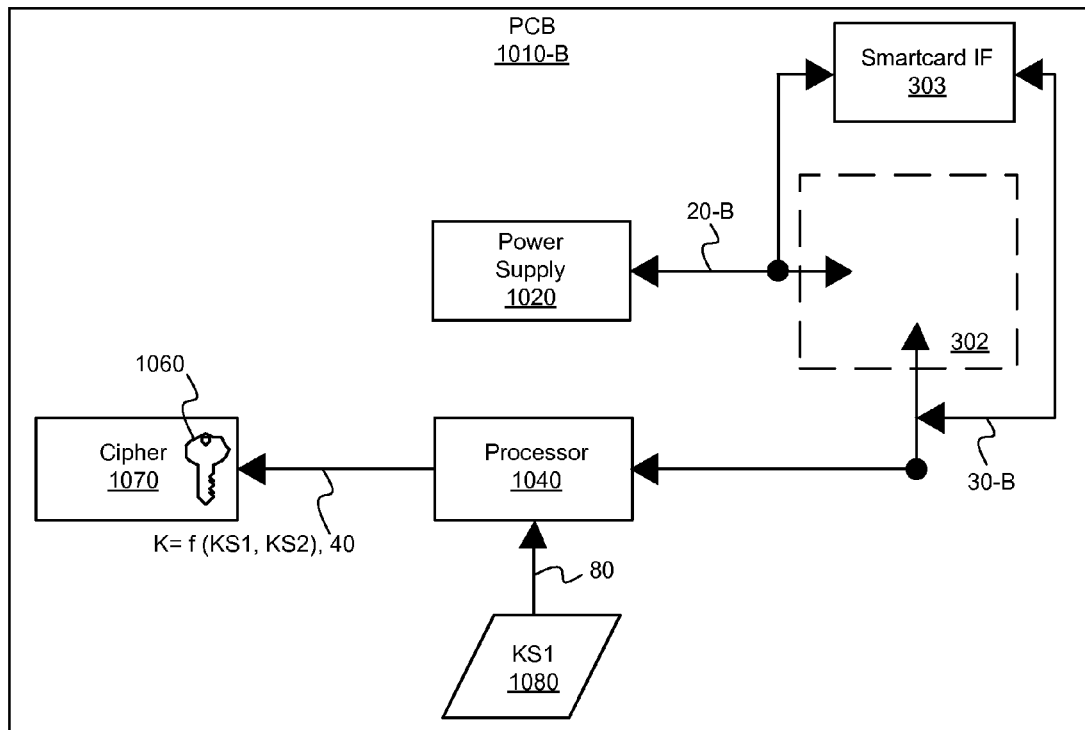 PCB
1010-B
Smartcard IF
303
20-B
Power
Supply
1020
302
1060
Cipher
1070
Processor
1040
30-B
K= f (KS1, KS2), 40
80
KS1
1080